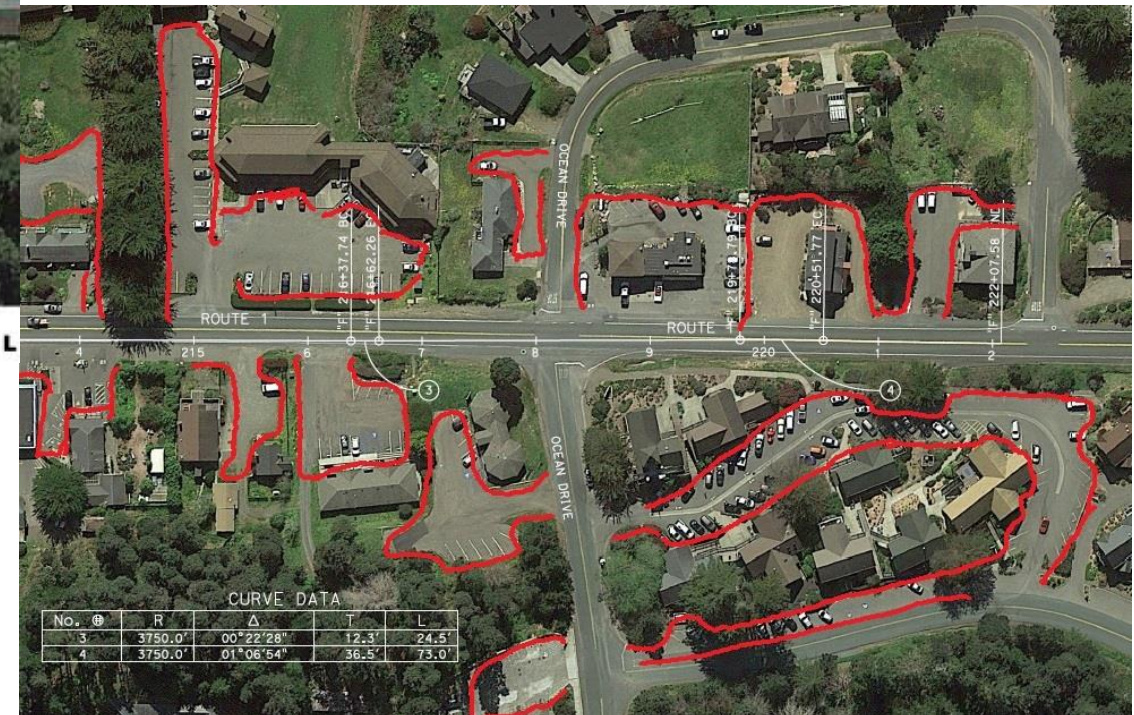 OCEAN DRIVE
"F" 216+37.74 BC
"F" 216+62.26 EC
"F" 219+71.79 BC
"F" 220+51.77 EC
"F" 222+07.58
ROUTE 1
ROUTE 1
L
4 215 6 7 8 9 220 1 2
3
4
OCEAN DRIVE
CURVE DATA
No. R Δ T L
3 3750.0' 00°22'28" 12.3' 24.5'
4 3750.0' 01°06'54" 36.5' 73.0'